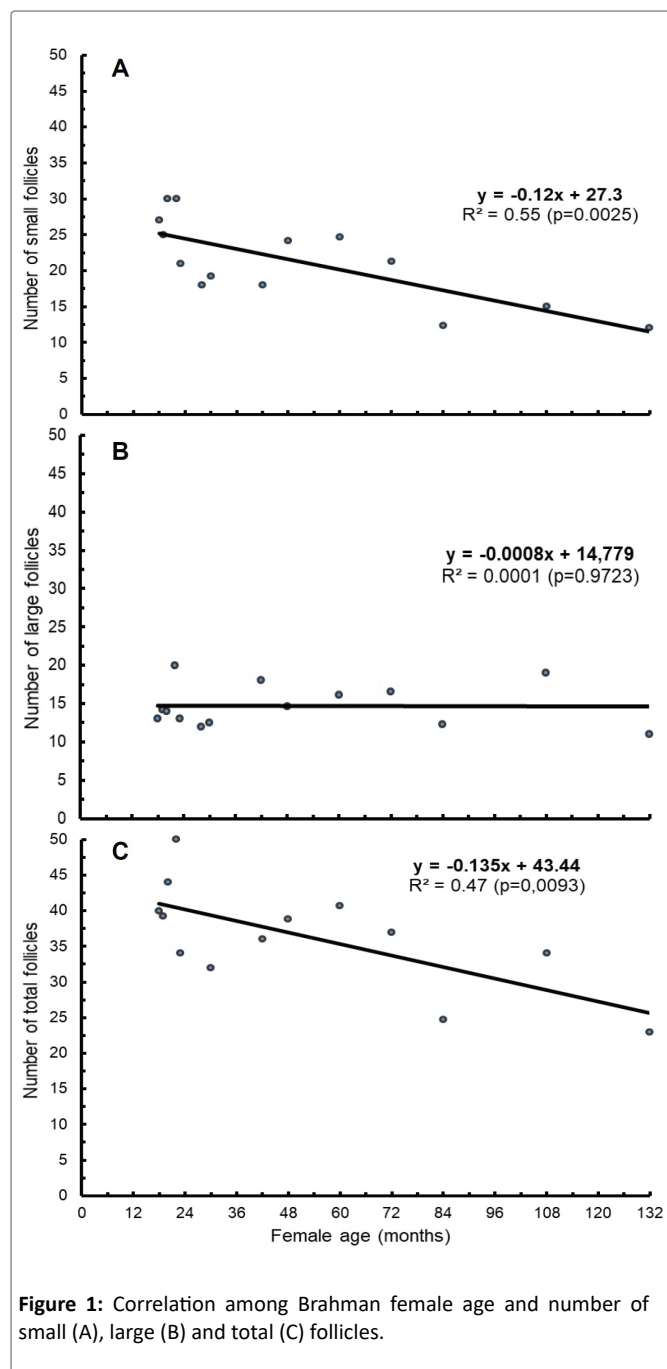 A
50
45
40
35
30
25
20
15
10
5
0
Number of small follicles
y = -0.12x + 27.3
R² = 0.55 (p=0.0025)
B
50
45
40
35
30
25
20
15
10
5
0
Number of large follicles
y = -0.0008x + 14,779
R² = 0.0001 (p=0.9723)
C
50
45
40
35
30
25
20
15
10
5
0
Number of total follicles
y = -0.135x + 43.44
R² = 0.47 (p=0,0093)
0 12 24 36 48 60 72 84 96 108 120 132
Female age (months)
Figure 1: Correlation among Brahman female age and number of
small (A), large (B) and total (C) follicles.